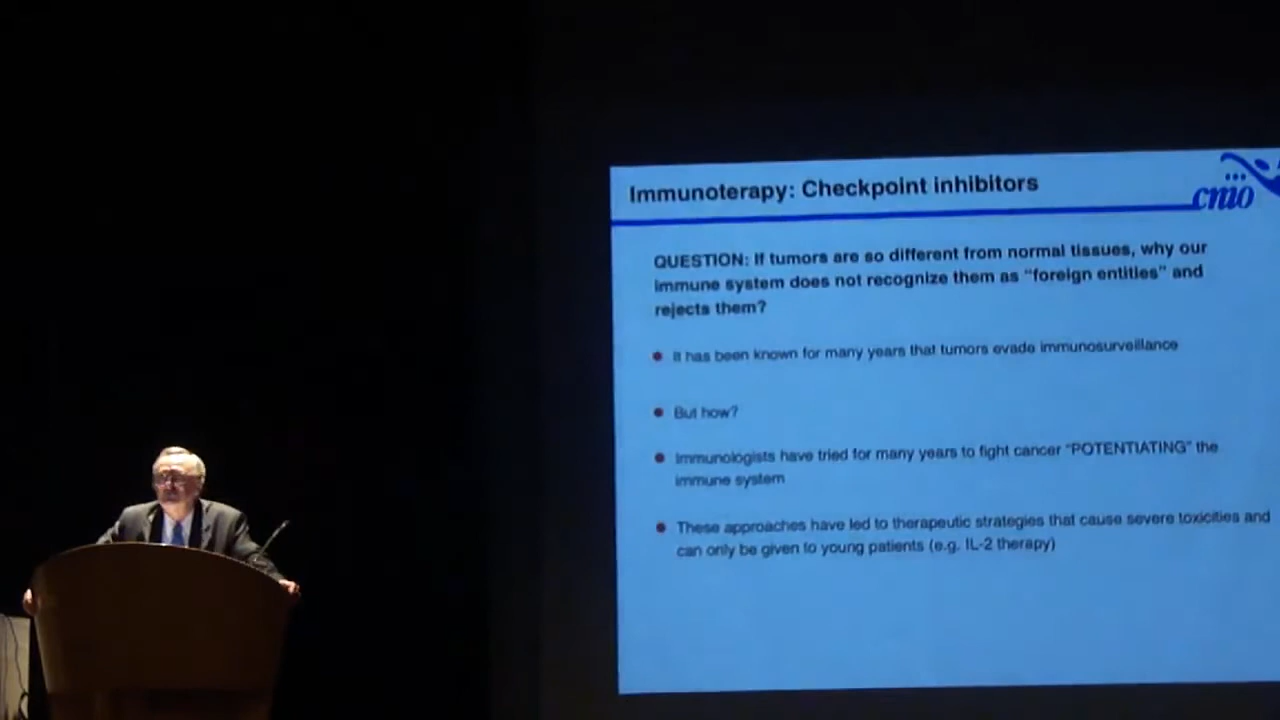 Immunoterapy: Checkpoint inhibitors
cnio
QUESTION: If tumors are so different from normal tissues, why our
immune system does not recognize them as "foreign entities" and
rejects them?
It has been known for many years that tumors evade immunosurveillance
But how?
Immunologists have tried for many years to fight cancer "POTENTIATING" the
immune system
These approaches have led to therapeutic strategies that cause severe toxicities and
can only be given to young patients (e.g. IL-2 therapy)